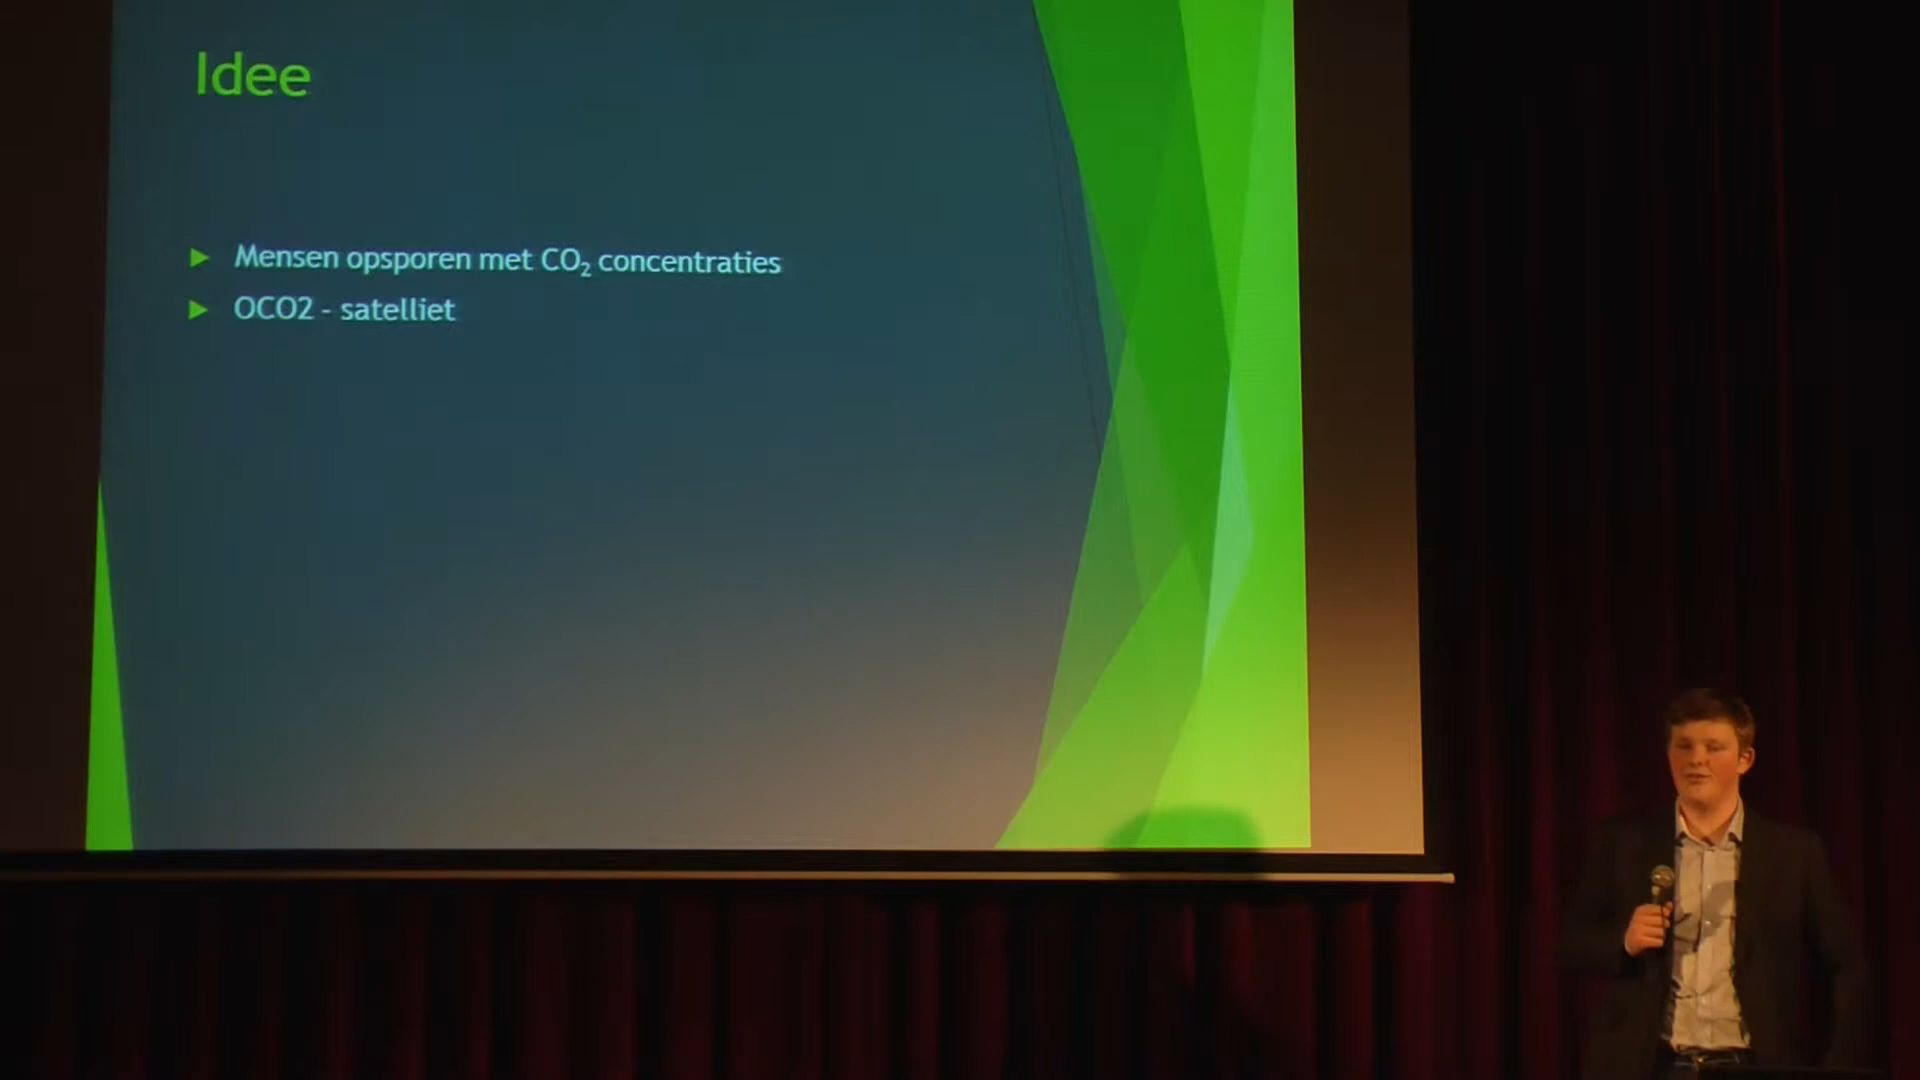 Idee
Mensen opsporen met CO₂ concentraties
OCO2 - satelliet